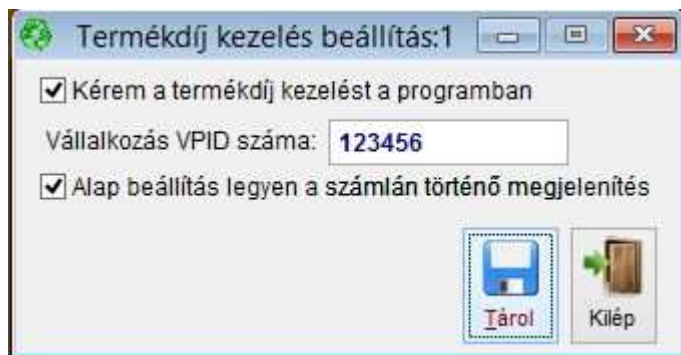 Termékdíj kezelés beállítás:1
Kérem a termékdíj kezelést a programban
Vállalkozás VPID száma: 123456
Alap beállítás legyen a számlán történő megjelenítés
Tárol Kilép